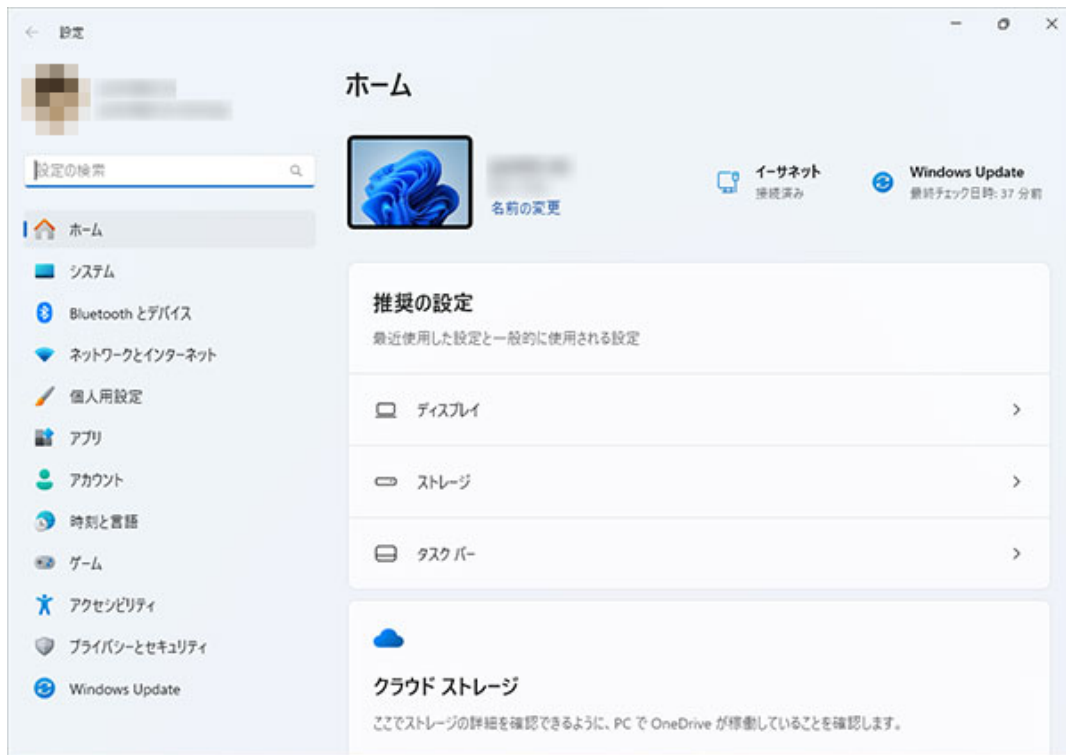 設定
設定の検索
ホーム
システム
Bluetooth とデバイス
ネットワークとインターネット
個人用設定
アプリ
アカウント
時刻と言語
ゲーム
アクセシビリティ
プライバシーとセキュリティ
Windows Update
ホーム
名前の変更
イーサネット
接続済み
Windows Update
最終チェック日時: 37 分前
推奨の設定
最近使用した設定と一般的に使用される設定
ディスプレイ
ストレージ
タスク バー
クラウド ストレージ
ここでストレージの詳細を確認できるように、PC で OneDrive が稼働していることを確認します。